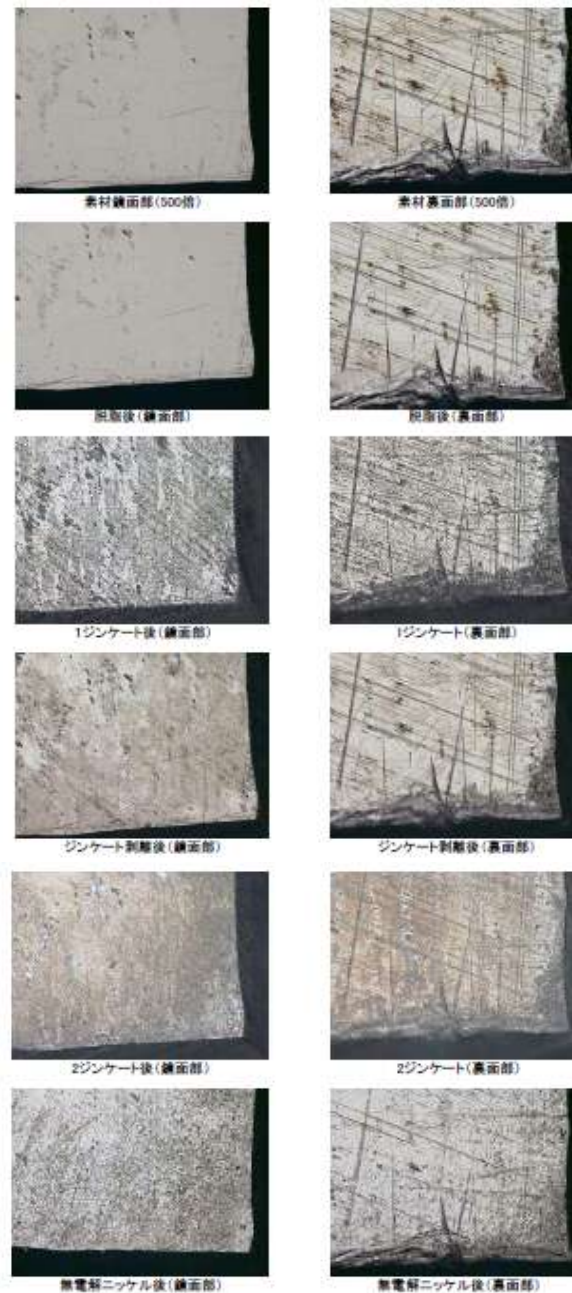 素材鏡面部(500倍)
素材裏面部(500倍)
脱脂後(鏡面部)
脱脂後(裏面部)
1ジンケート後(鏡面部)
1ジンケート(裏面部)
ジンケート剥離後(鏡面部)
ジンケート剥離後(裏面部)
2ジンケート後(鏡面部)
2ジンケート(裏面部)
無電解ニッケル後(鏡面部)
無電解ニッケル後(裏面部)